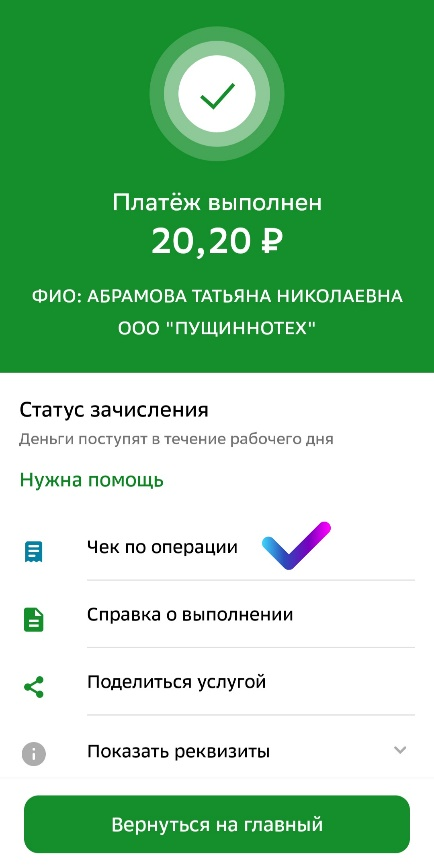 Платёж выполнен
20,20 ₽
ФИО: АБРАМОВА ТАТЬЯНА НИКОЛАЕВНА
ООО "ПУЩИННОТЕХ"
Статус зачисления
Деньги поступят в течение рабочего дня
Нужна помощь
Чек по операции
Справка о выполнении
Поделиться услугой
Показать реквизиты
Вернуться на главный